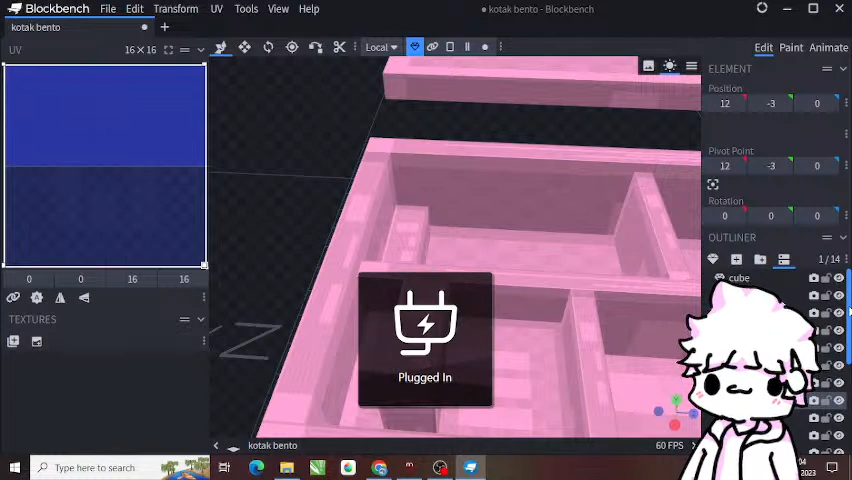 Blockbench File Edit Transform UV Tools View Help ● kotak bento - Blockbench
kotak bento
Local Edit Paint Animate
UV 16×16 ELEMENT
Position
12 -3 0
Pivot Point
12 -3 0
Rotation
0 0 0
OUTLINER
1/14
cube
0 0 16 16
TEXTURES
Z
Plugged In
kotak bento 60 FPS
Type here to search
04
2023